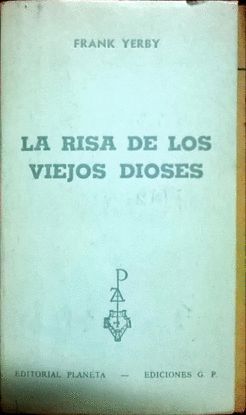 FRANK YERBY
LA RISA DE LOS
VIEJOS DIOSES
EDITORIAL PLANETA — EDICIONES G. P.